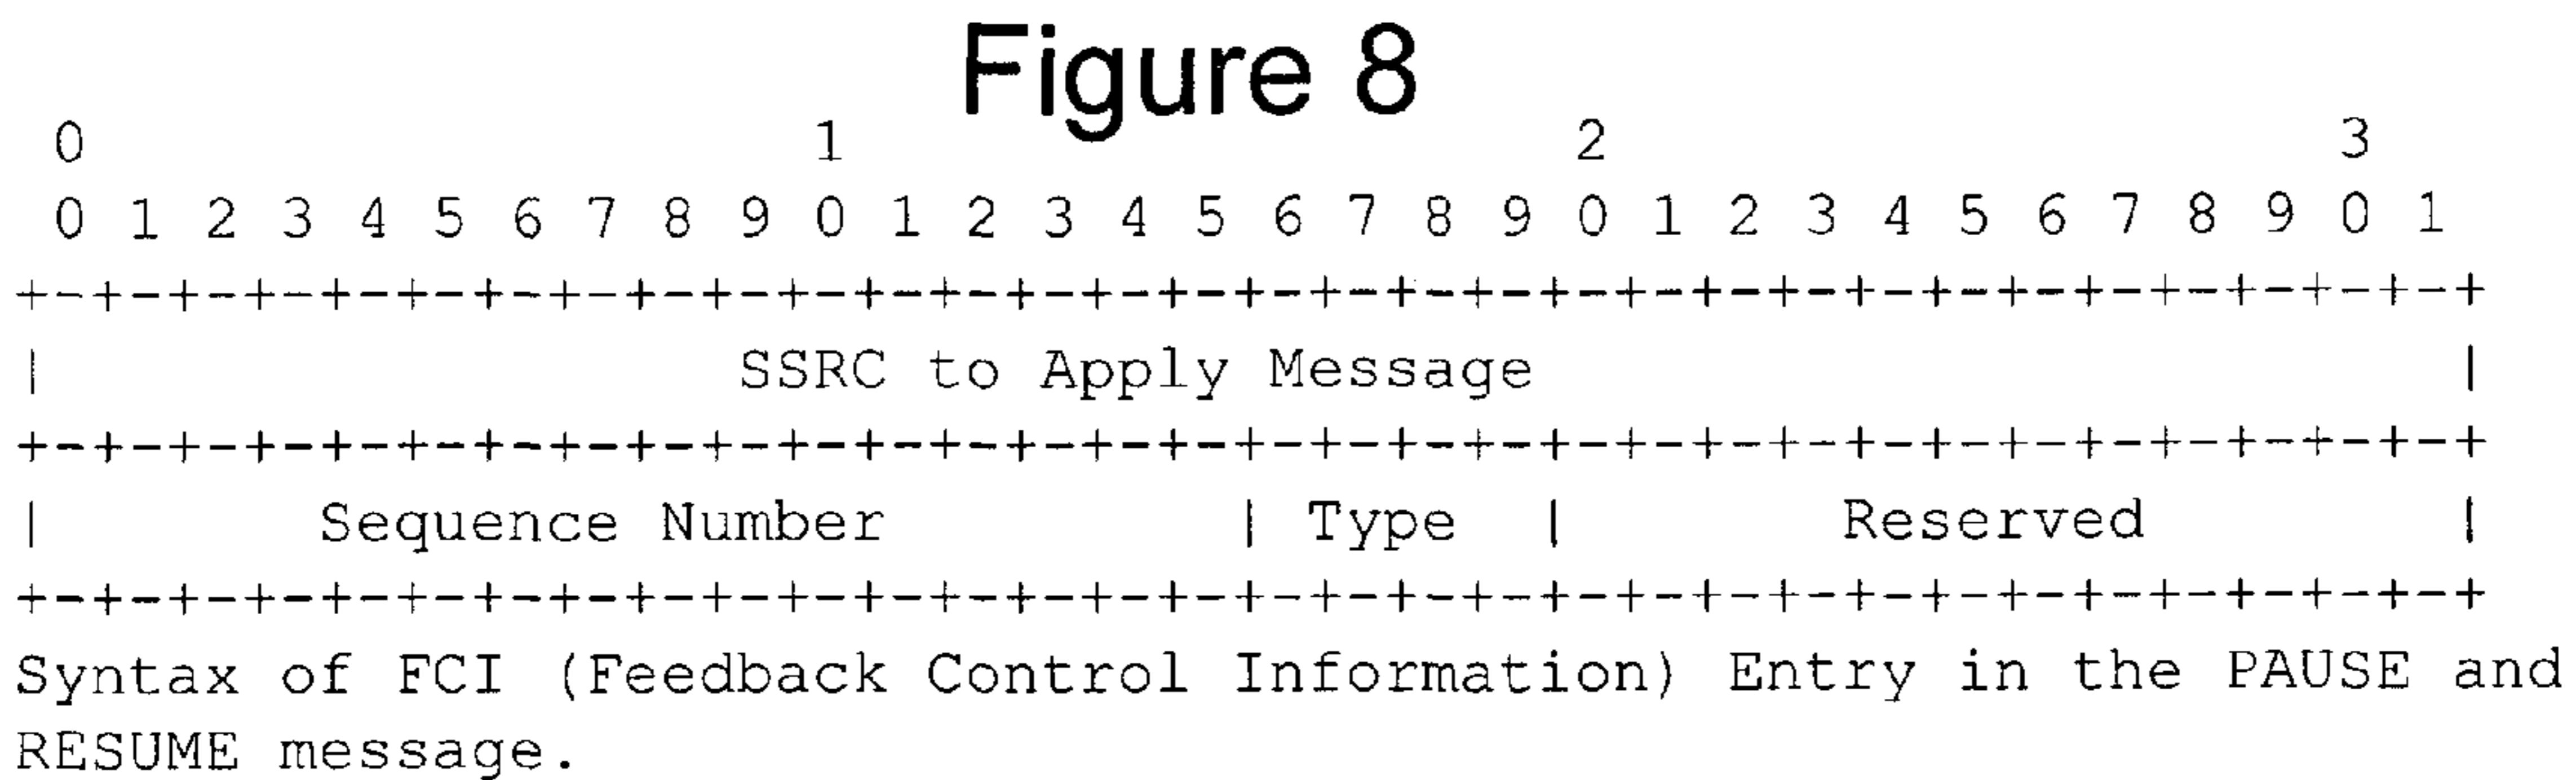 Figure 8
0 1 2 3
0 1 2 3 4 5 6 7 8 9 0 1 2 3 4 5 6 7 8 9 0 1 2 3 4 5 6 7 8 9 0 1
+-+-+-+-+-+-+-+-+-+-+-+-+-+-+-+-+-+-+-+-+-+-+-+-+-+-+-+-+-+-+-+-+
| SSRC to Apply Message |
+-+-+-+-+-+-+-+-+-+-+-+-+-+-+-+-+-+-+-+-+-+-+-+-+-+-+-+-+-+-+-+-+
| Sequence Number | Type | Reserved |
+-+-+-+-+-+-+-+-+-+-+-+-+-+-+-+-+-+-+-+-+-+-+-+-+-+-+-+-+-+-+-+-+
Syntax of FCI (Feedback Control Information) Entry in the PAUSE and
RESUME message.